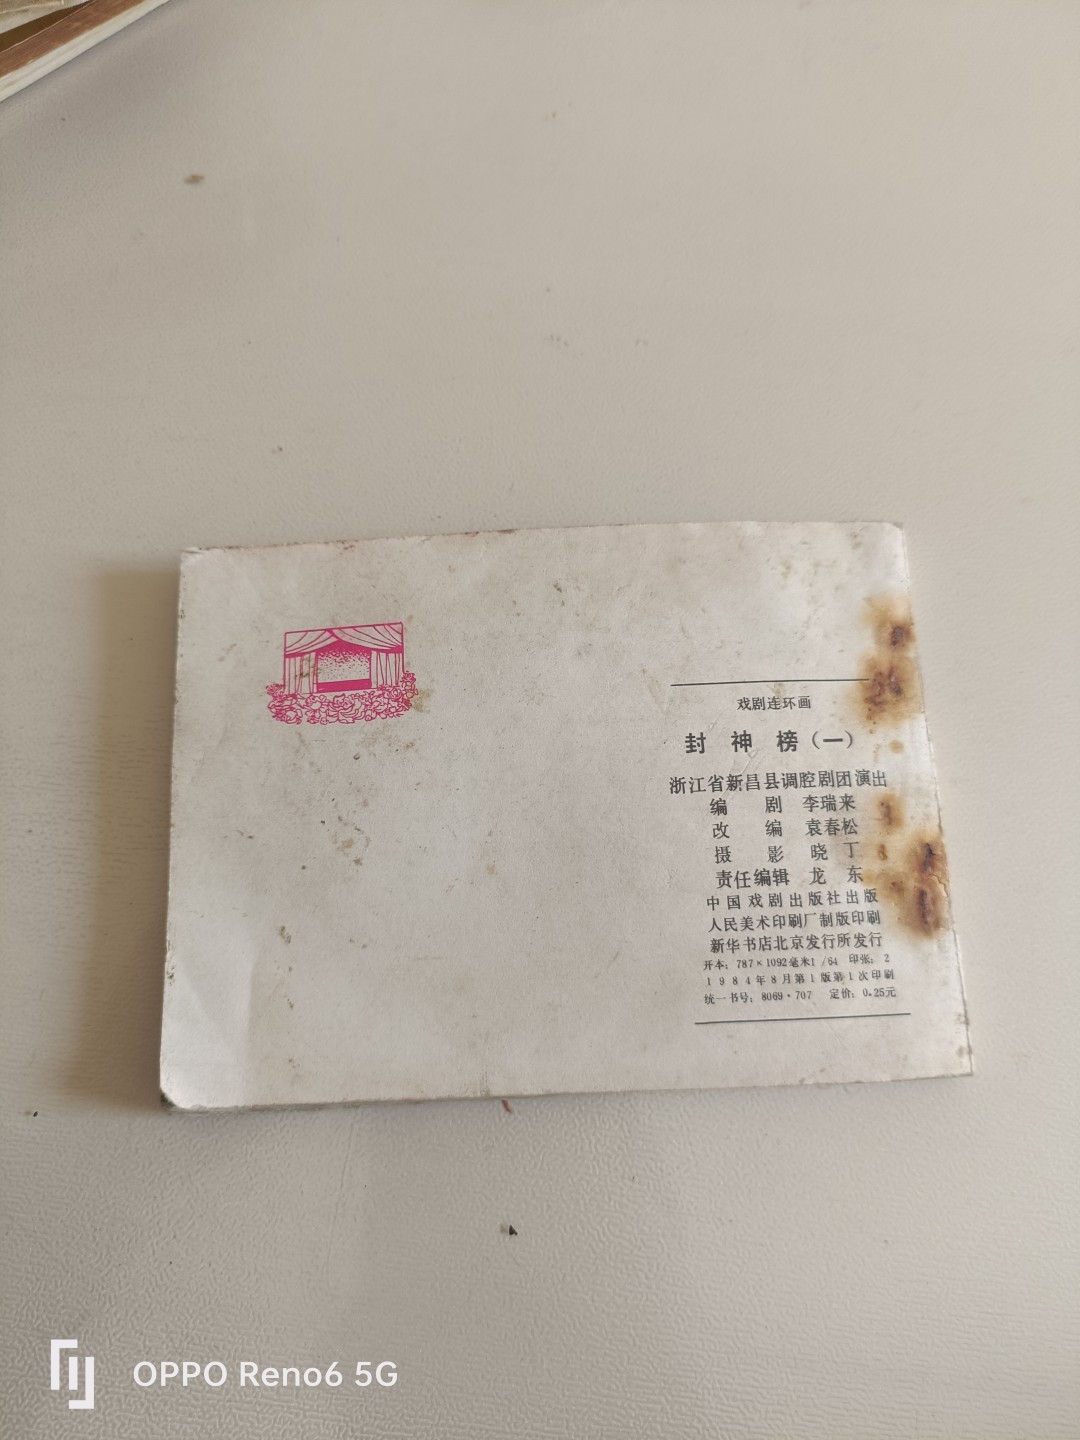 戏剧连环画
封神榜（一）
浙江省新昌县调腔剧团演出
编 剧 李瑞来
改 编 袁春松
摄 影 晓丁
责任编辑 龙东
中国戏剧出版社出版
人民美术印刷厂制版印刷
新华书店北京发行所发行
开本：787×1092毫米1/64 印张：2
1984年8月第1版第1次印刷
统一书号：8069·707 定价：0.25元
OPPO Reno6 5G